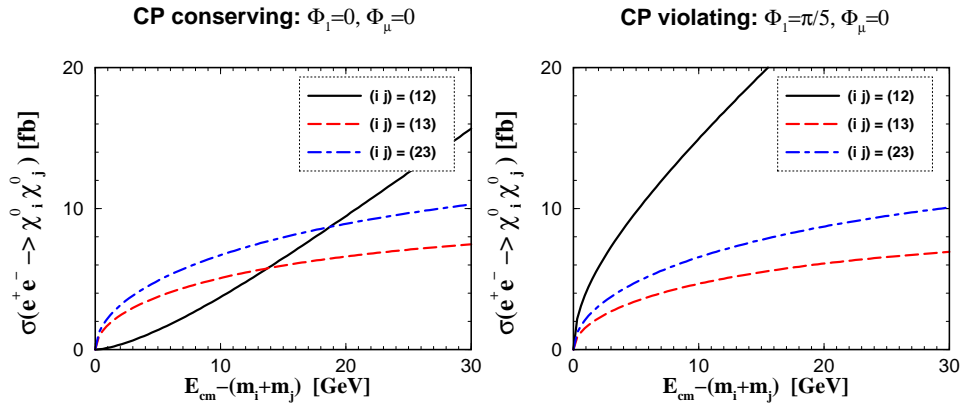 CP conserving: Φ₁=0, Φμ=0
20
10
0
0
10
20
30
σ(e⁺e⁻ −> χ⁰ᵢ χ⁰ⱼ) [fb]
E_cm−(mᵢ+mⱼ) [GeV]
(i j) = (12)
(i j) = (13)
(i j) = (23)
CP violating: Φ₁=π/5, Φμ=0
20
10
0
0
10
20
30
σ(e⁺e⁻ −> χ⁰ᵢ χ⁰ⱼ) [fb]
E_cm−(mᵢ+mⱼ) [GeV]
(i j) = (12)
(i j) = (13)
(i j) = (23)